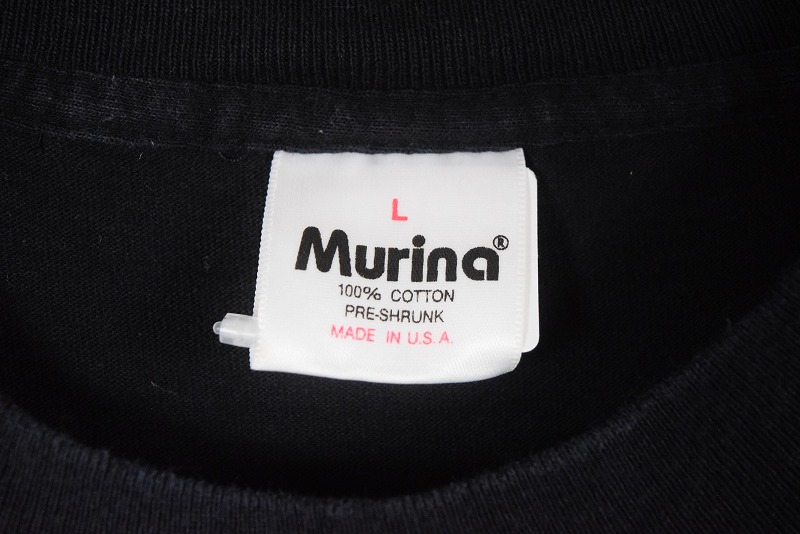 L
Murina®
100% COTTON
PRE-SHRUNK
MADE IN U.S.A.